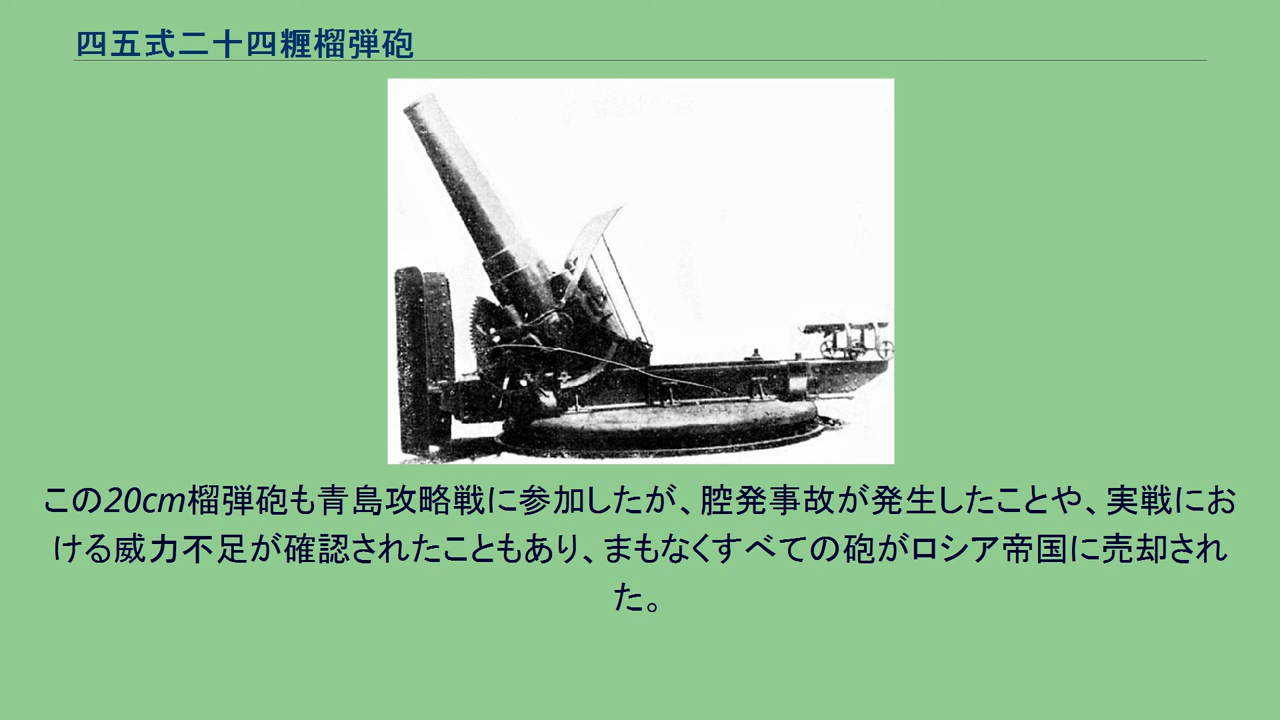 四五式二十四糎榴弾砲
この20cm榴弾砲も青島攻略戦に参加したが、腔発事故が発生したことや、実戦にお
ける威力不足が確認されたこともあり、まもなくすべての砲がロシア帝国に売却され
た。